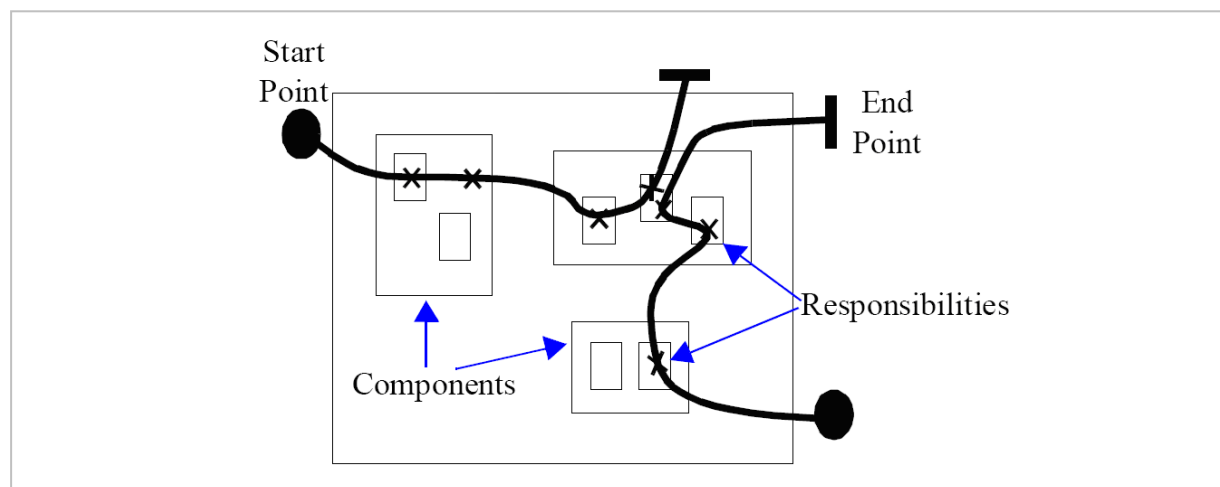 Start
Point
End
Point
Responsibilities
Components